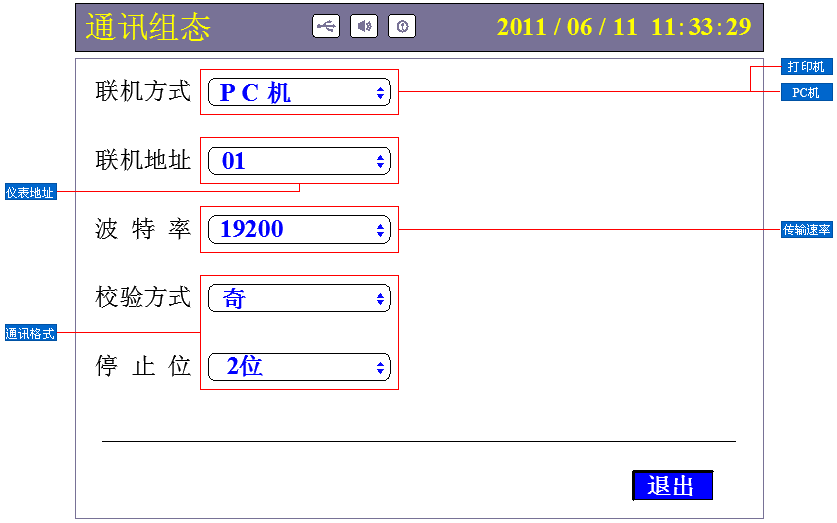 通讯组态 2011 / 06 / 11 11:33:29
打印机
联机方式 P C 机 PC机
联机地址 01
仪表地址
波 特 率 19200 传输速率
校验方式 奇
通讯格式
停 止 位 2位
退出